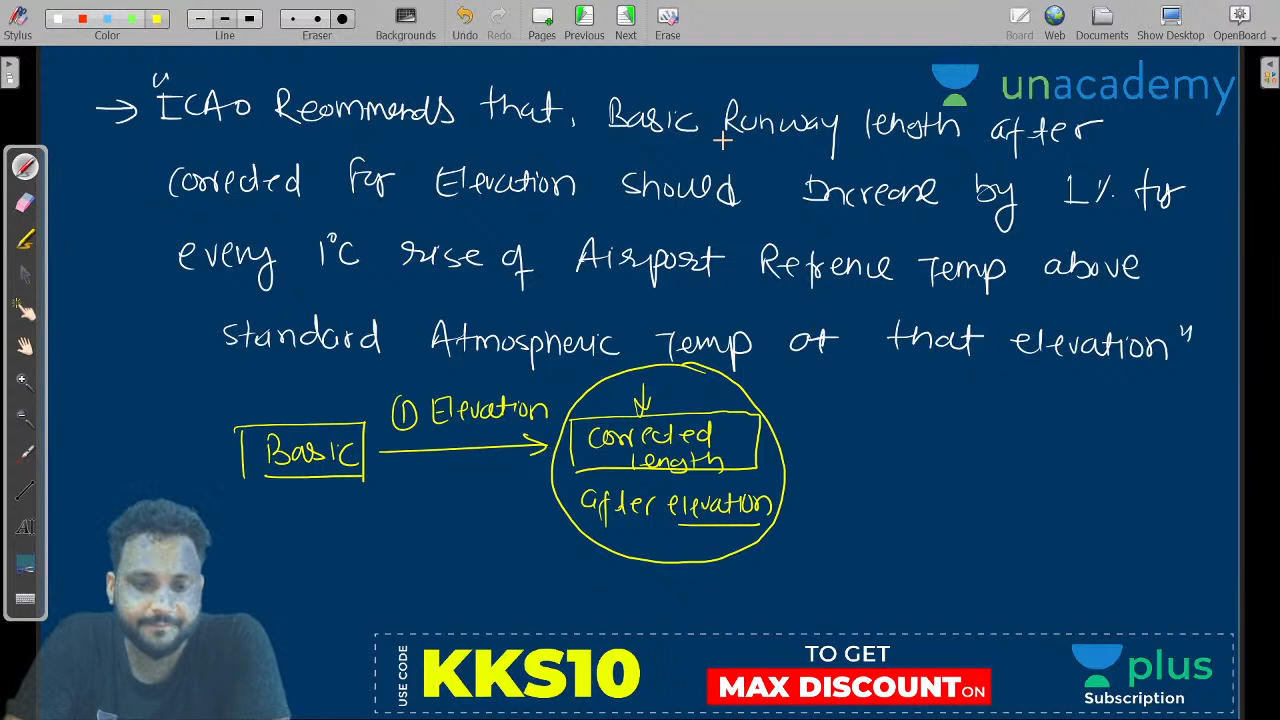 Stylus
Color
Line
Eraser
Backgrounds
Undo
Redo
Pages
Previous
Next
Erase
Board
Web
Documents
Show Desktop
OpenBoard
unacademy
→ "ICAO Reommends that, Basic Runway length after
corrected for Elevation should Increase by 1% for
every 1°C rise of Airport Refrence Temp above
standard Atmospheric Temp at that elevation"
① Elevation
Basic
corrected
length
after elevation
USE CODE
KKS10
TO GET
MAX DISCOUNT ON
plus
Subscription